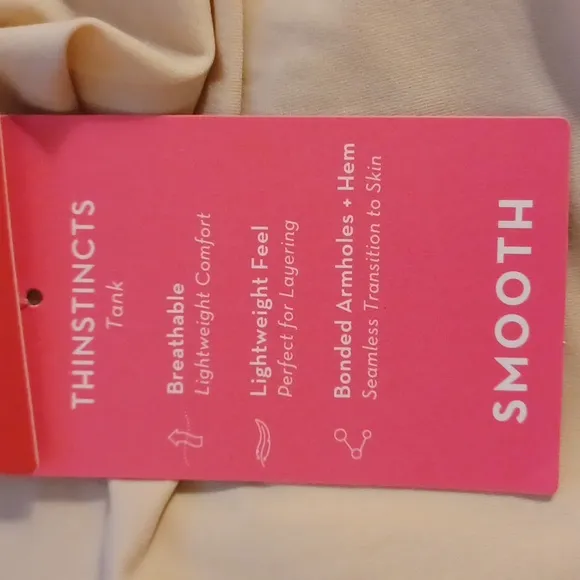 THINSTINCTS
Tank
Breathable
Lightweight Comfort
Lightweight Feel
Perfect for Layering
Bonded Armholes + Hem
Seamless Transition to Skin
SMOOTH